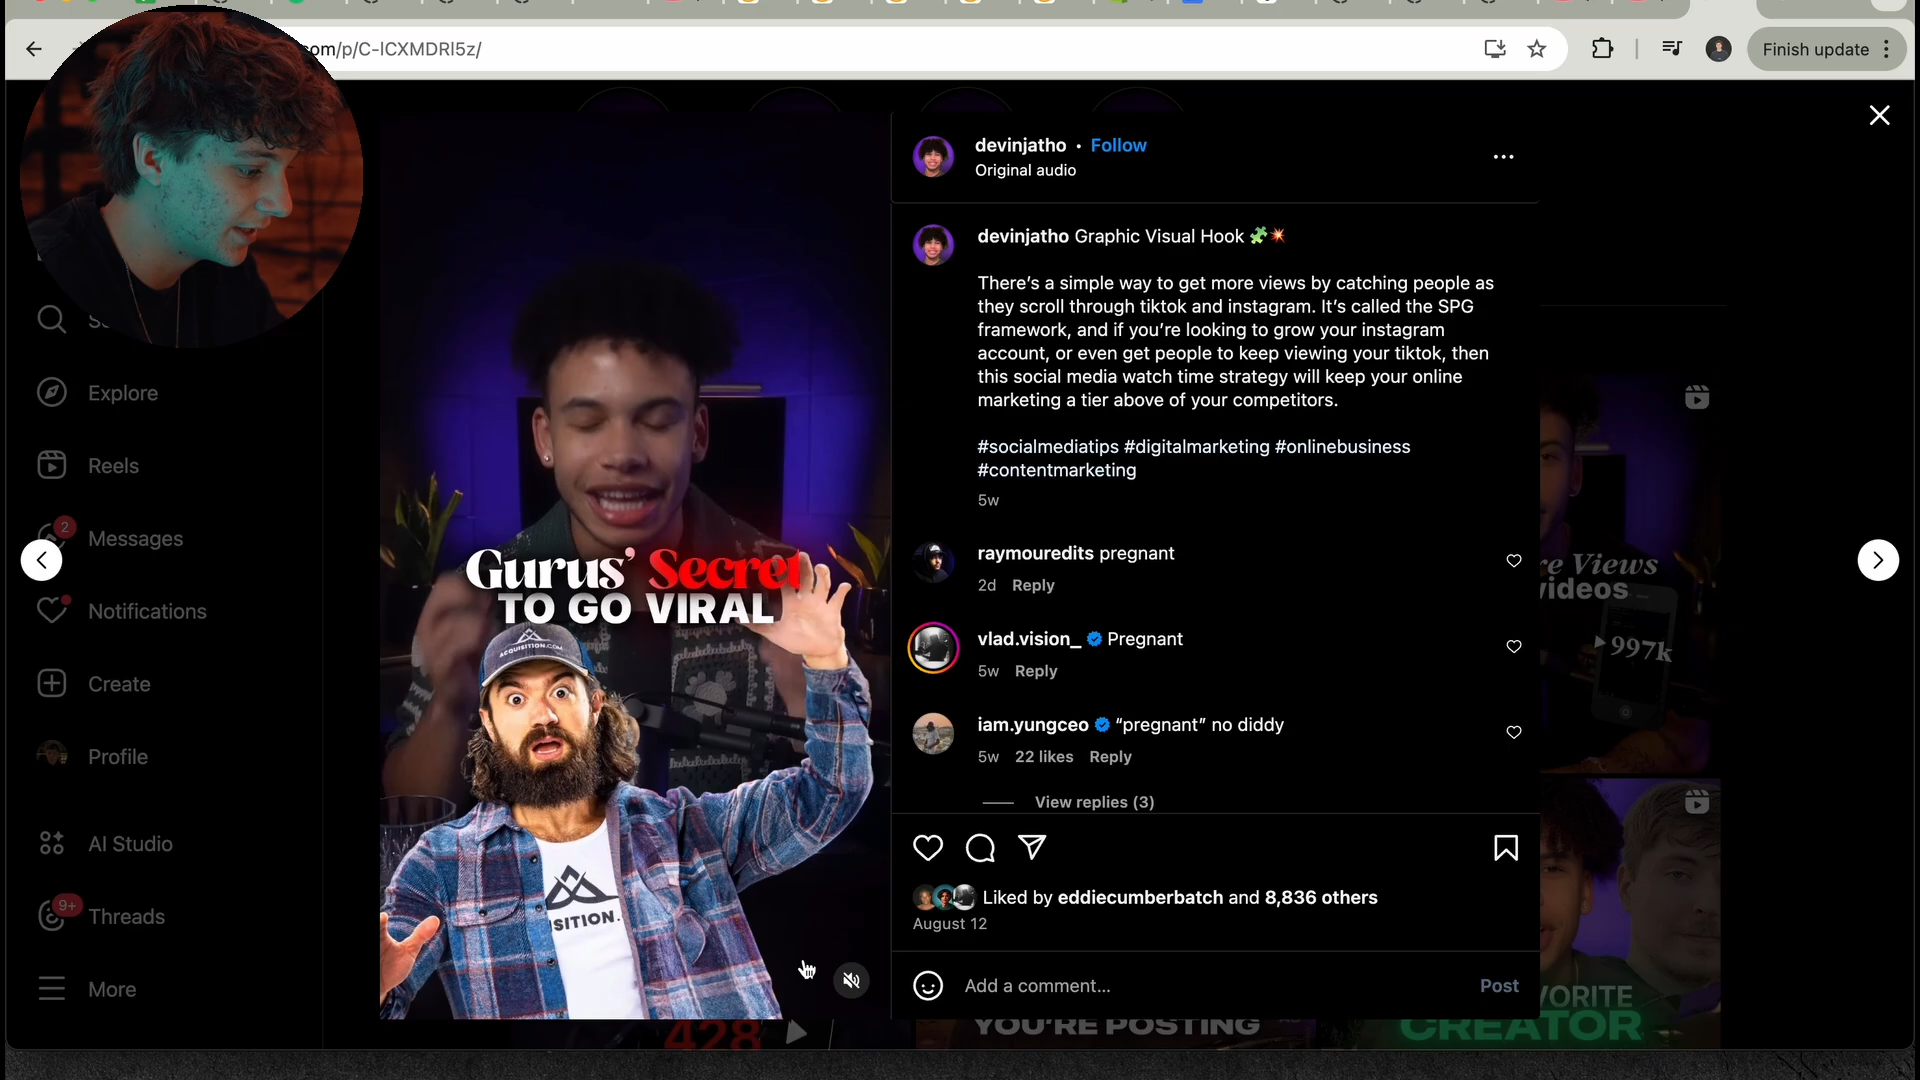 om/p/C-ICXMDRl5z/
Finish update
devinjatho • Follow
Original audio
devinjatho Graphic Visual Hook
There's a simple way to get more views by catching people as
they scroll through tiktok and instagram. It's called the SPG
framework, and if you're looking to grow your instagram
account, or even get people to keep viewing your tiktok, then
this social media watch time strategy will keep your online
marketing a tier above of your competitors.
#socialmediatips #digitalmarketing #onlinebusiness
#contentmarketing
5w
raymouredits pregnant
2d Reply
vlad.vision_ Pregnant
5w Reply
iam.yungceo "pregnant" no diddy
5w 22 likes Reply
View replies (3)
Liked by eddiecumberbatch and 8,836 others
August 12
Add a comment...
Post
Explore
Reels
2
Messages
Notifications
Create
Profile
AI Studio
9+
Threads
More
Gurus' Secret
TO GO VIRAL
ACQUISITION.COM
ISITION.
re Views
videos
997k
428
YOU'RE POSTING
VORITE
CREATOR